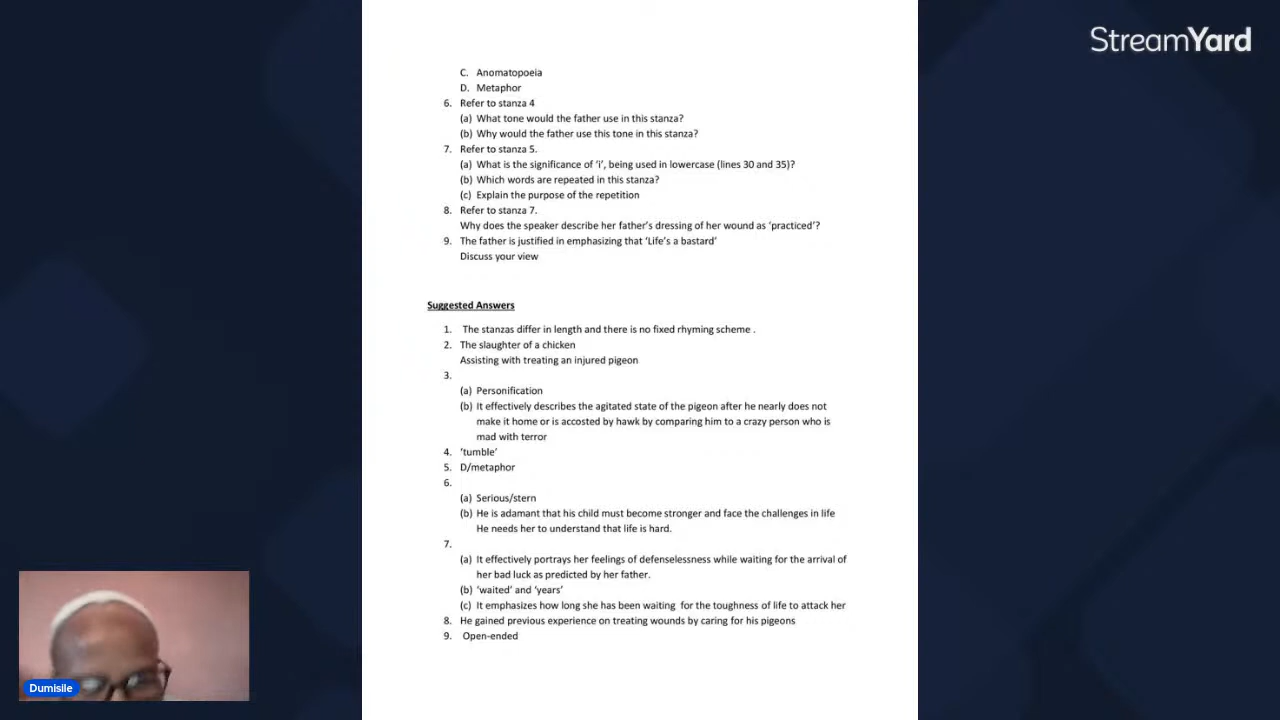 StreamYard
C. Anomatopoeia
D. Metaphor
6. Refer to stanza 4
(a) What tone would the father use in this stanza?
(b) Why would the father use this tone in this stanza?
7. Refer to stanza 5.
(a) What is the significance of ‘i’, being used in lowercase (lines 30 and 35)?
(b) Which words are repeated in this stanza?
(c) Explain the purpose of the repetition
8. Refer to stanza 7.
Why does the speaker describe her father’s dressing of her wound as ‘practiced’?
9. The father is justified in emphasizing that ‘Life’s a bastard’
Discuss your view
Suggested Answers
1. The stanzas differ in length and there is no fixed rhyming scheme .
2. The slaughter of a chicken
Assisting with treating an injured pigeon
3.
(a) Personification
(b) It effectively describes the agitated state of the pigeon after he nearly does not
make it home or is accosted by hawk by comparing him to a crazy person who is
mad with terror
4. ‘tumble’
5. D/metaphor
6.
(a) Serious/stern
(b) He is adamant that his child must become stronger and face the challenges in life
He needs her to understand that life is hard.
7.
(a) It effectively portrays her feelings of defenselessness while waiting for the arrival of
her bad luck as predicted by her father.
(b) ‘waited’ and ‘years’
(c) It emphasizes how long she has been waiting for the toughness of life to attack her
8. He gained previous experience on treating wounds by caring for his pigeons
9. Open-ended
Dumisile